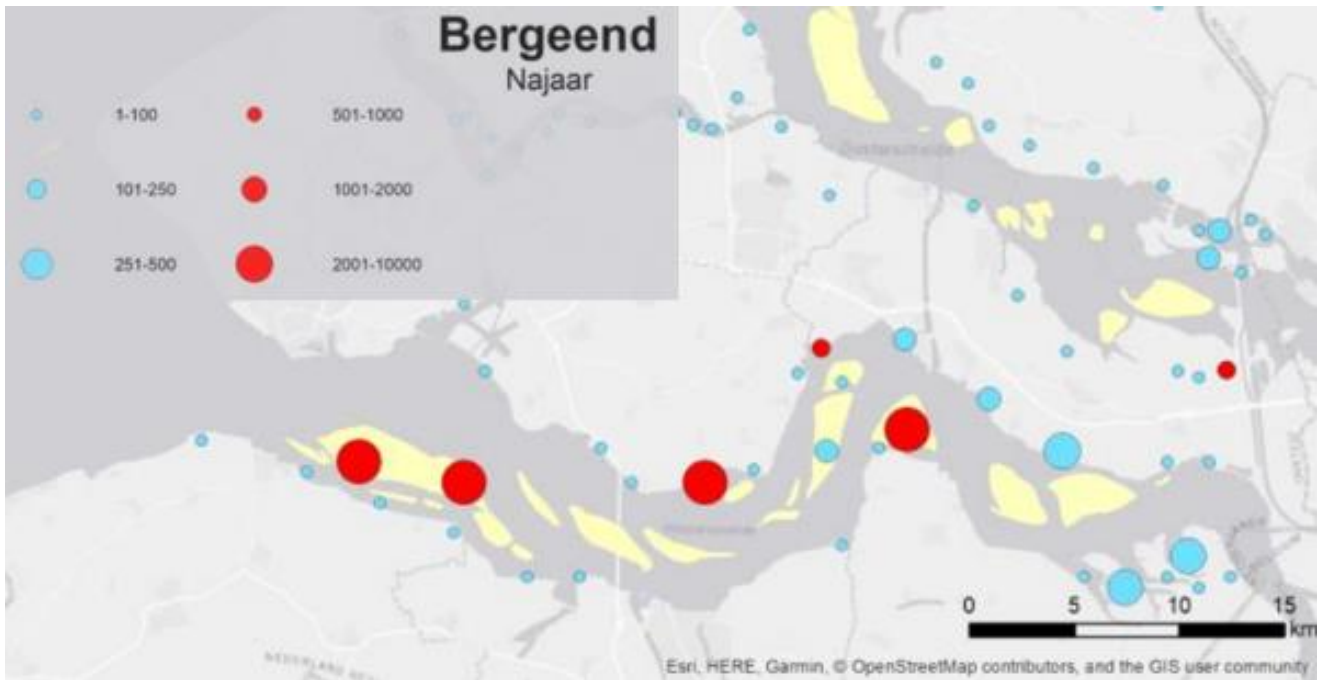 Bergeend
Najaar
1-100
501-1000
101-250
1001-2000
251-500
2001-10000
Oosterschelde
0 5 10 15
km
Esri, HERE, Garmin, © OpenStreetMap contributors, and the GIS user community